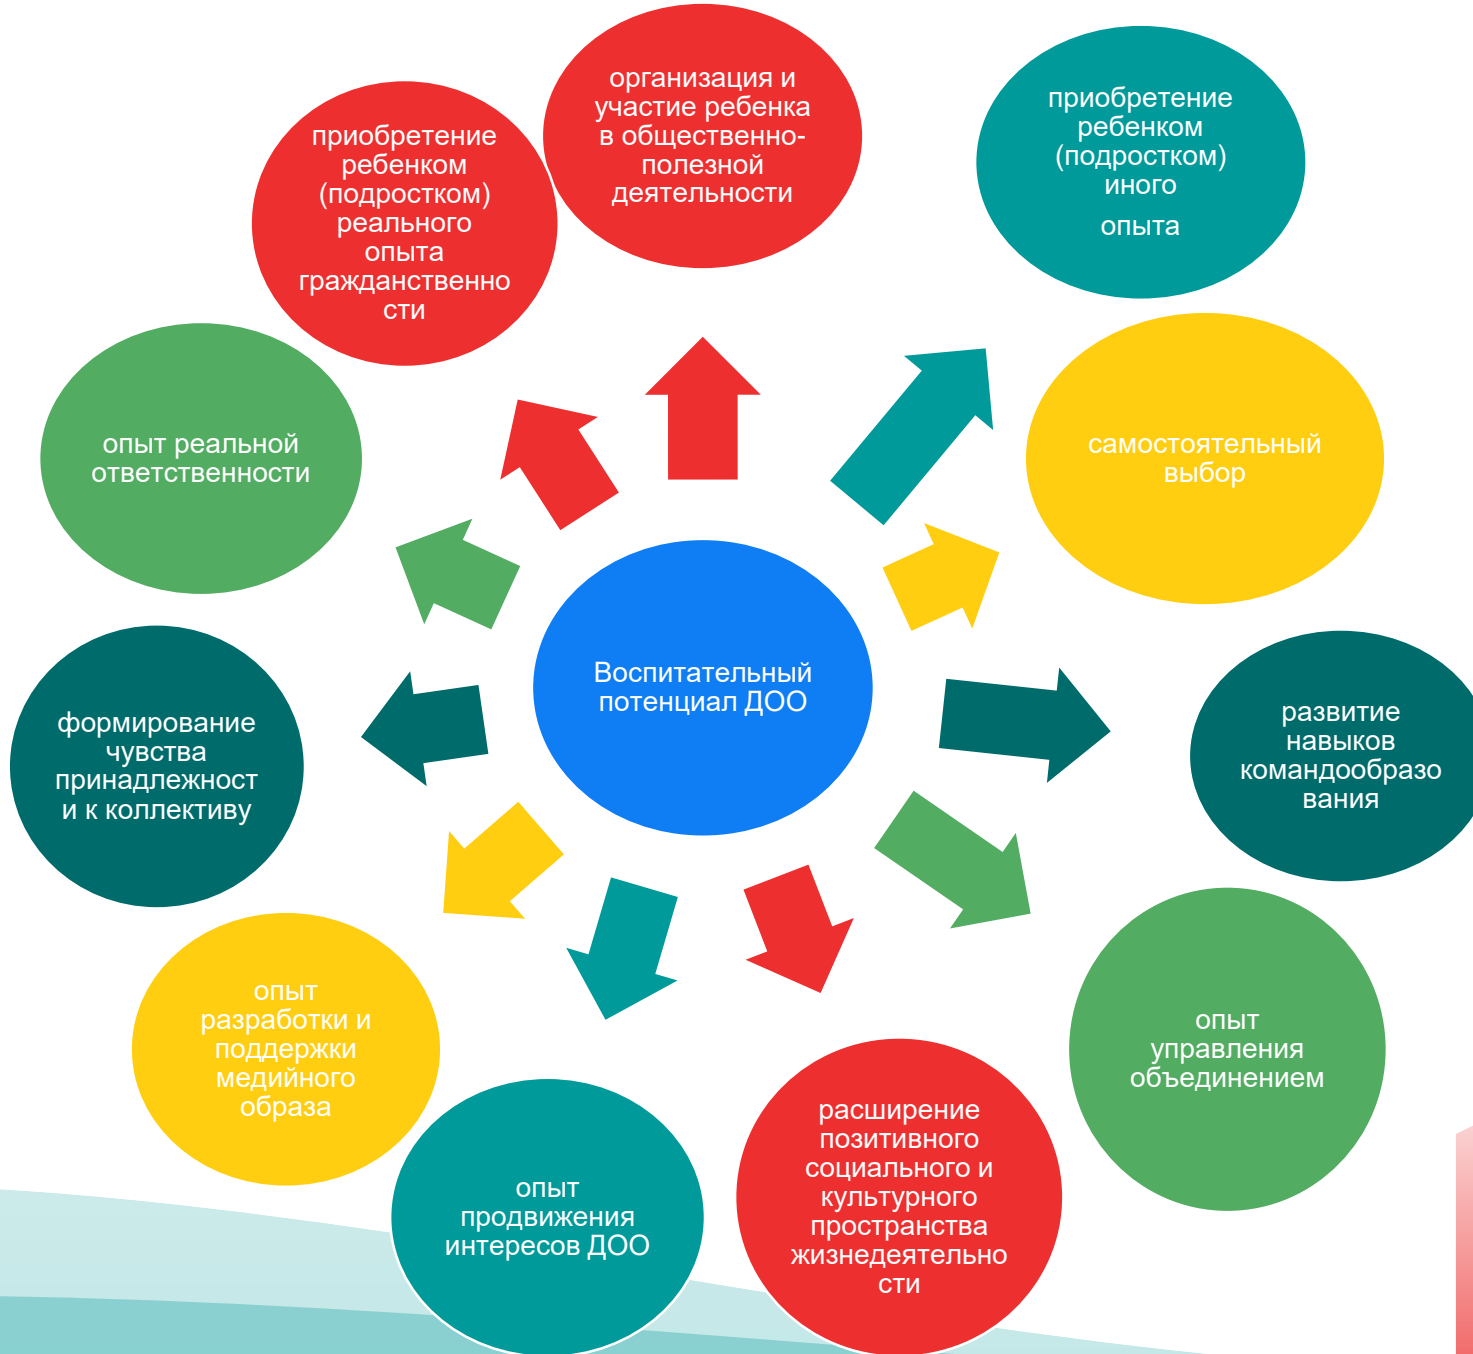 организация и
участие ребенка
в общественно-
полезной
деятельности
приобретение
ребенком
(подростком)
иного
опыта
самостоятельный
выбор
развитие
навыков
командообразо
вания
опыт
управления
объединением
расширение
позитивного
социального и
культурного
пространства
жизнедеятельно
сти
опыт
продвижения
интересов ДОО
опыт
разработки и
поддержки
медийного
образа
формирование
чувства
принадлежност
и к коллективу
опыт реальной
ответственности
приобретение
ребенком
(подростком)
реального
опыта
гражданственно
сти
Воспитательный
потенциал ДОО